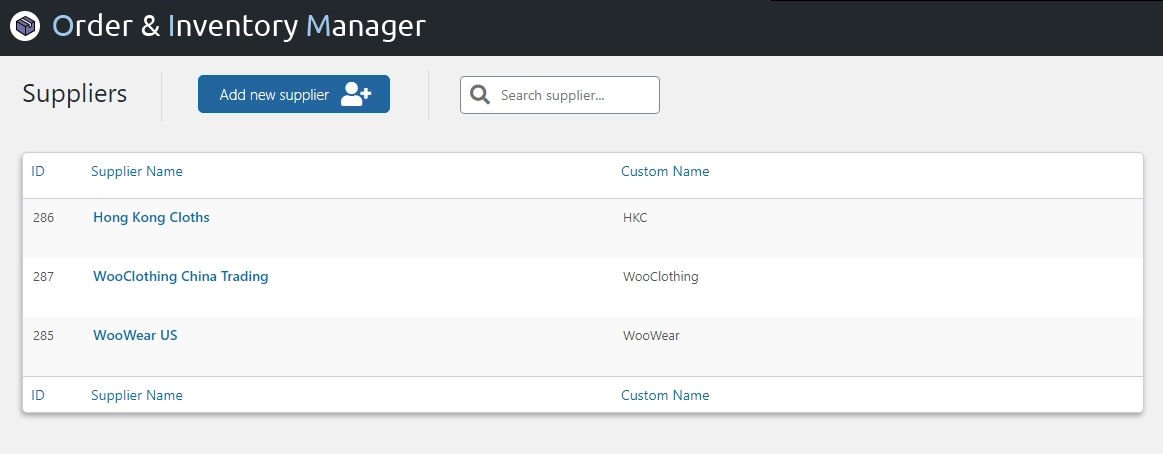 Order & Inventory Manager
Suppliers Add new supplier Search supplier...
ID Supplier Name Custom Name
286 Hong Kong Cloths HKC
287 WooClothing China Trading WooClothing
285 WooWear US WooWear
ID Supplier Name Custom Name